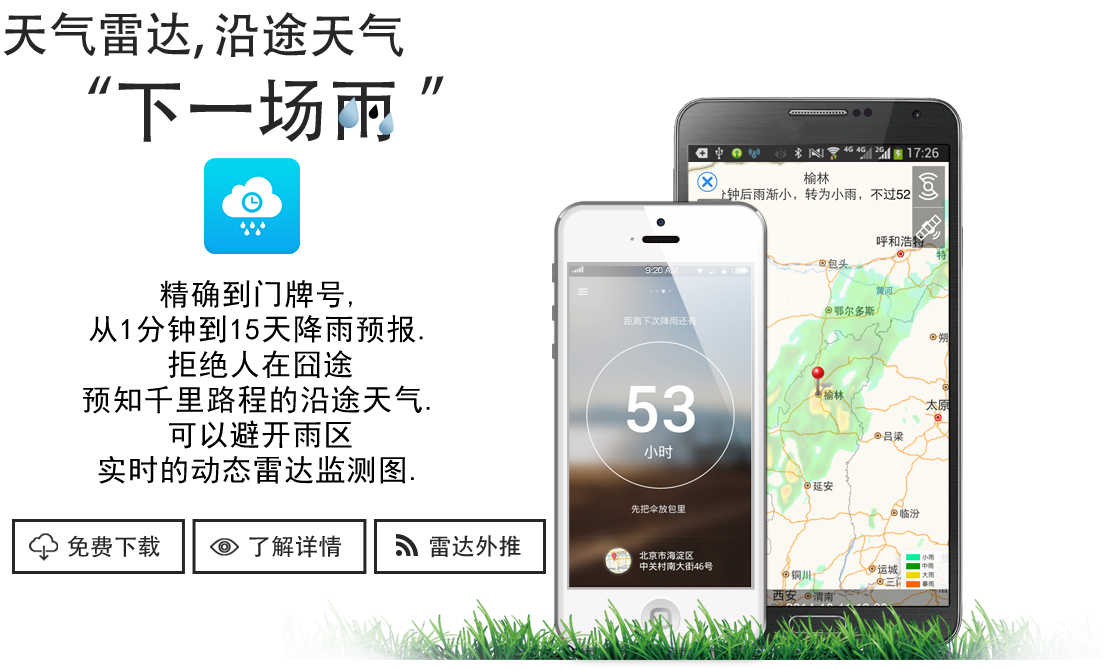 天气雷达,沿途天气
“下一场雨”
精确到门牌号,
从1分钟到15天降雨预报.
拒绝人在囧途
预知千里路程的沿途天气.
可以避开雨区
实时的动态雷达监测图.
免费下载
了解详情
雷达外推
9:20 AM
距离下次降雨还有
53
小时
先把伞放包里
北京市海淀区
中关村南大街46号
4G 4G 2G 17:26
榆林
分钟后雨渐小，转为小雨，不过52
呼和浩特
包头
特
黄河
鄂尔多斯
朔
榆林
太原
吕梁
延安
临汾
铜川
运城
三门
西安
渭南
小雨
中雨
大雨
暴雨